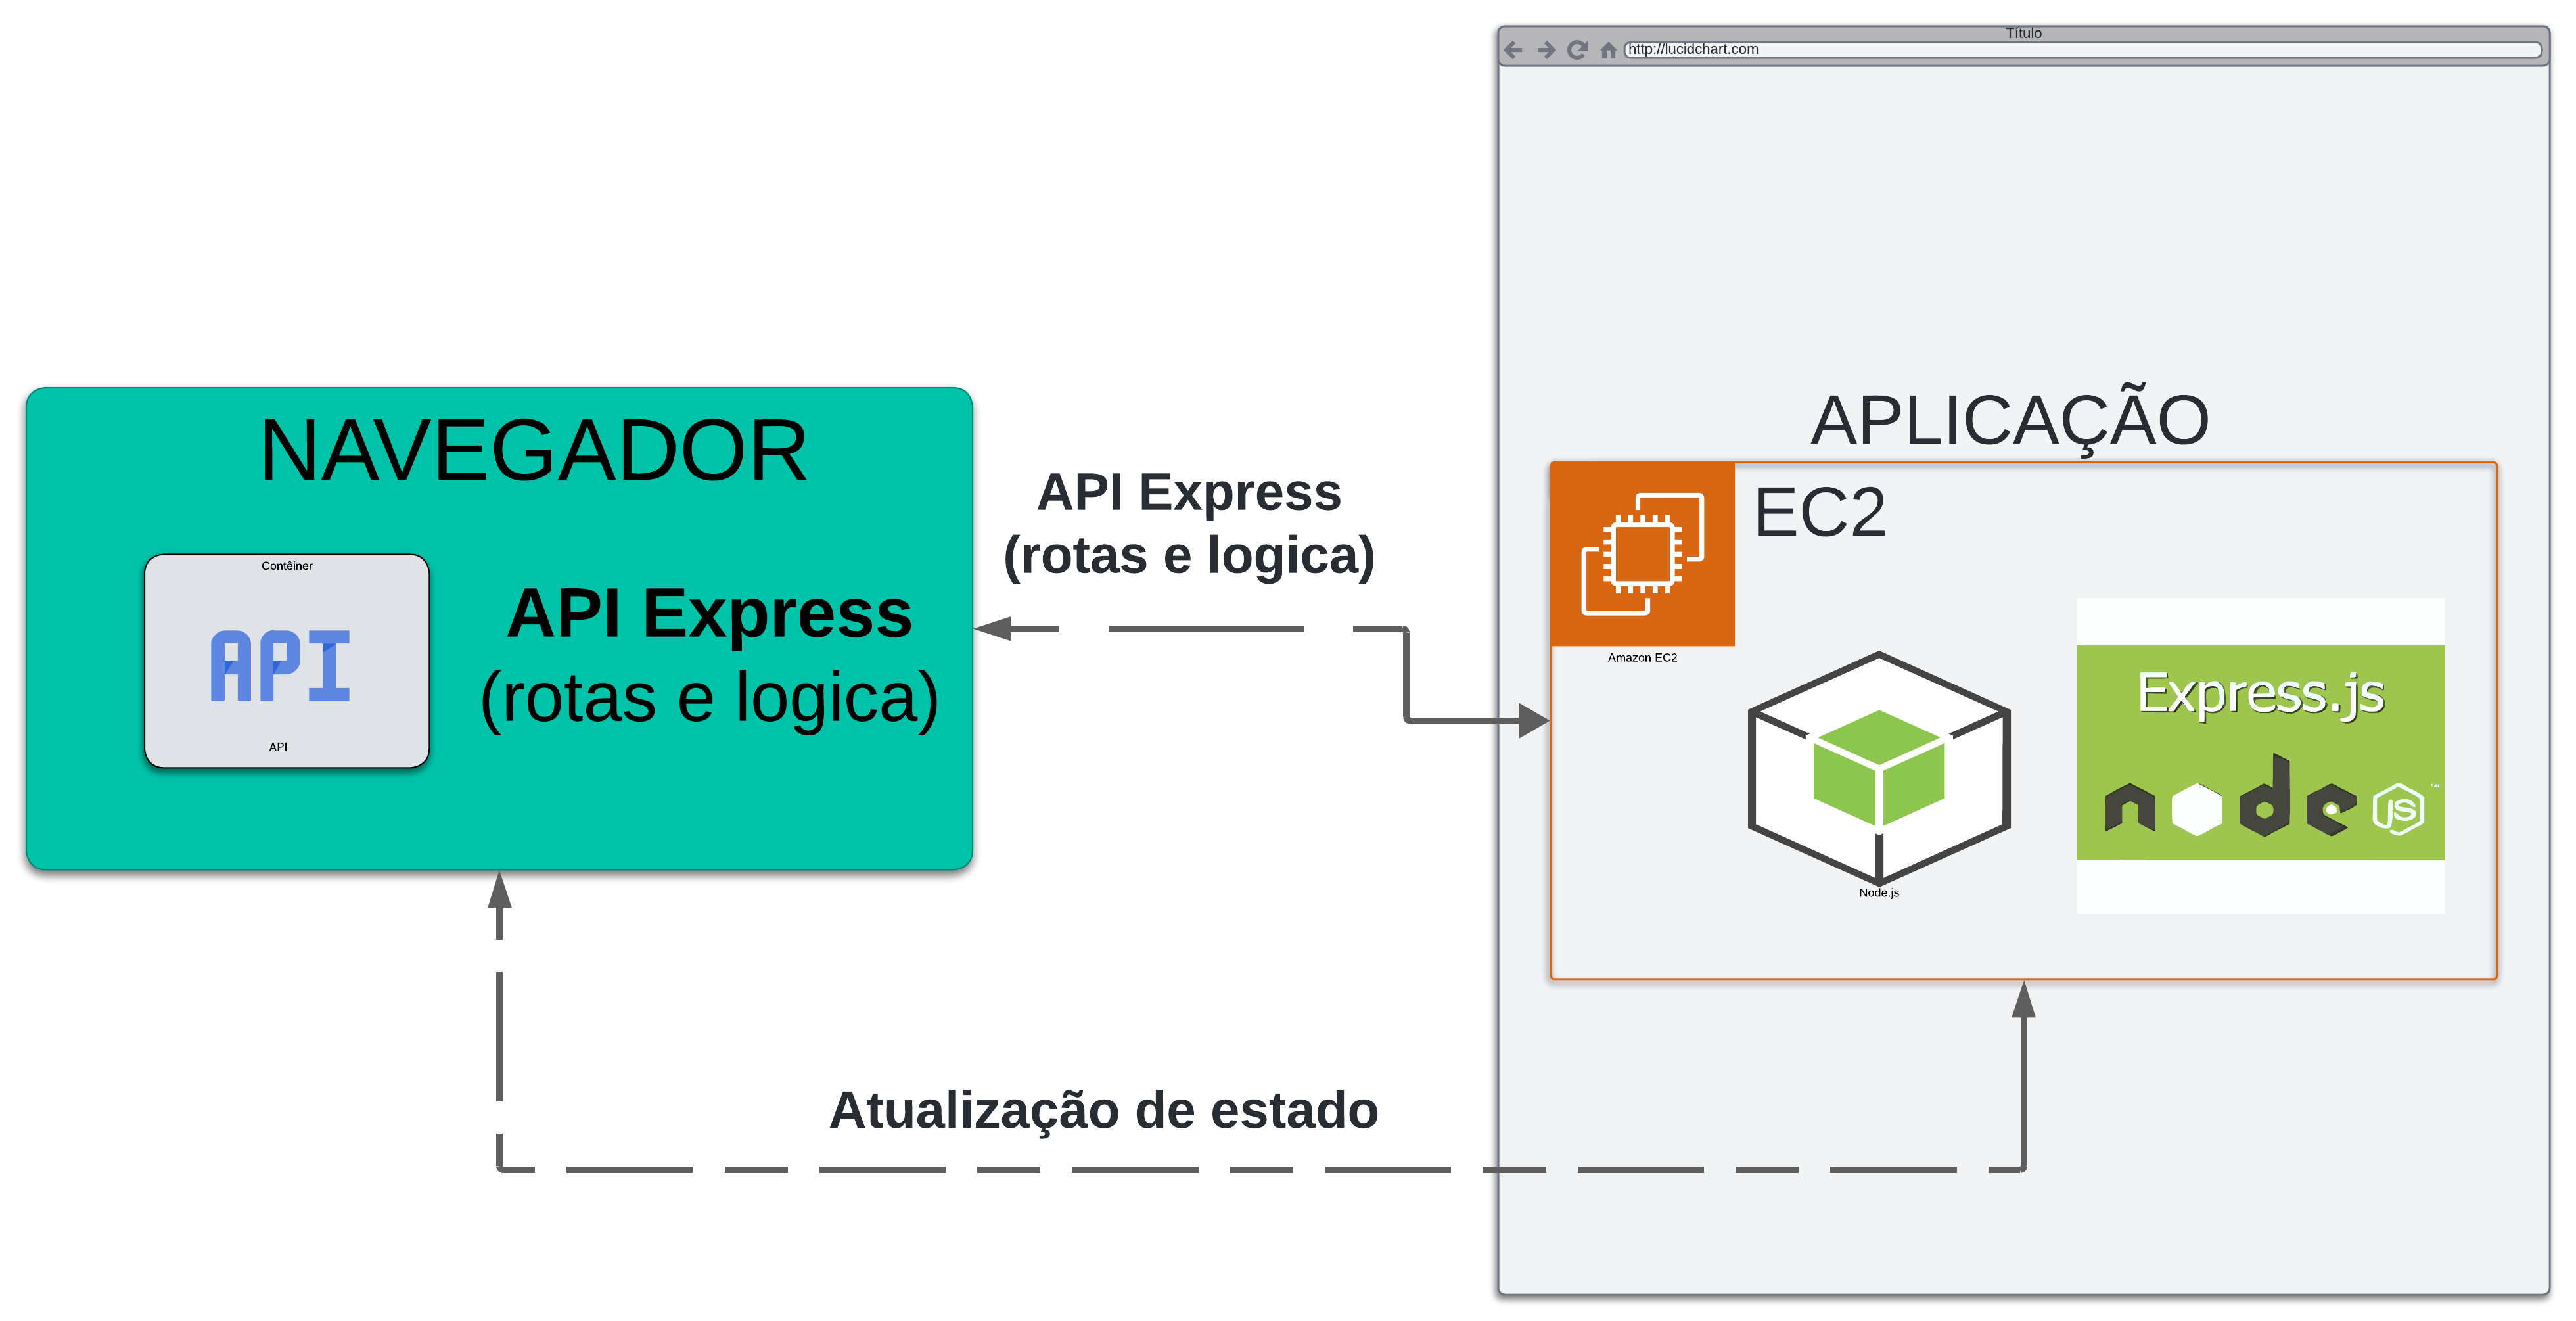 Título
http://lucidchart.com
NAVEGADOR
Contêiner
API
API
API Express
(rotas e logica)
API Express
(rotas e logica)
APLICAÇÃO
EC2
Amazon EC2
Node.js
Express.js
node JS ™
Atualização de estado